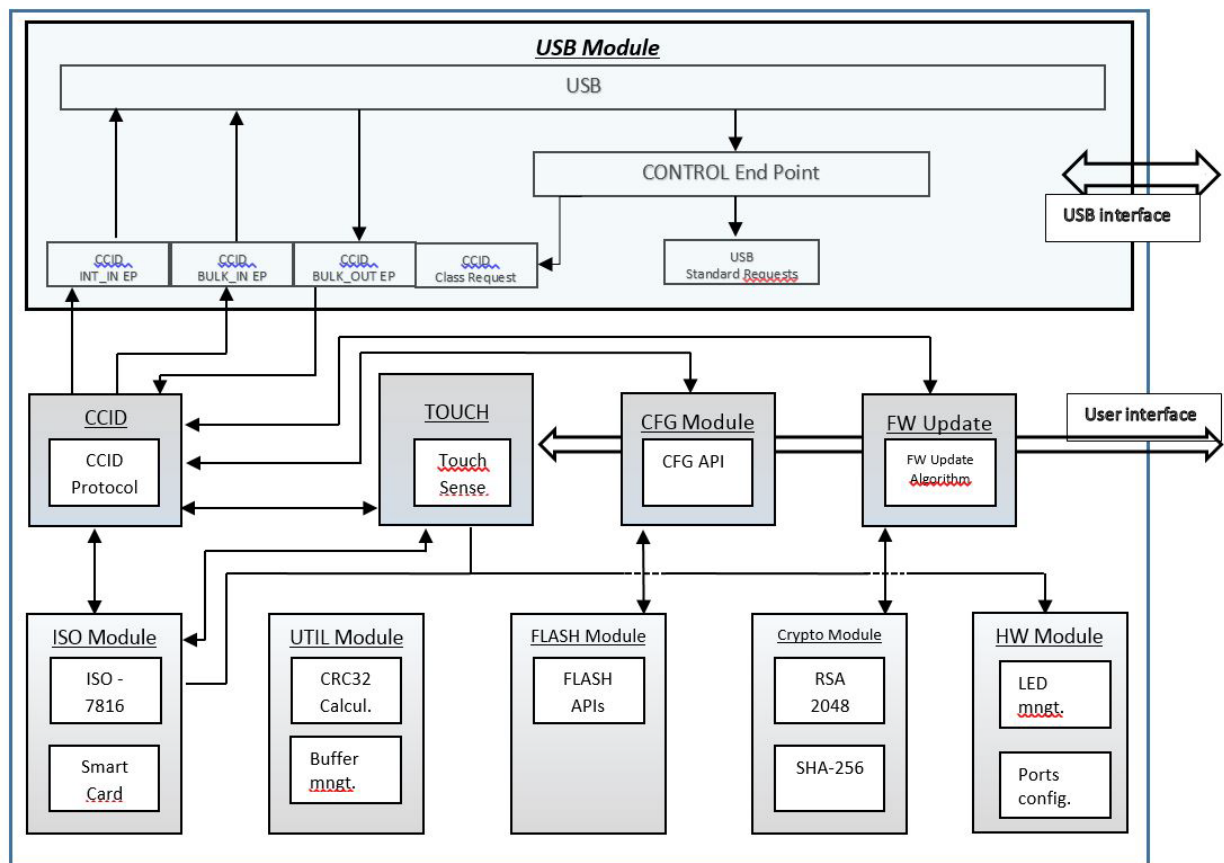 USB Module
USB
CONTROL End Point
USB interface
CCID
INT_IN EP
CCID
BULK_IN EP
CCID
BULK_OUT EP
CCID
Class Request
USB
Standard Requests
CCID
CCID
Protocol
TOUCH
Touch
Sense
CFG Module
CFG API
FW Update
FW Update
Algorithm
User interface
ISO Module
ISO -
7816
Smart
Card
UTIL Module
CRC32
Calcul.
Buffer
mngt.
FLASH Module
FLASH
APIs
Crypto Module
RSA
2048
SHA-256
HW Module
LED
mngt.
Ports
config.